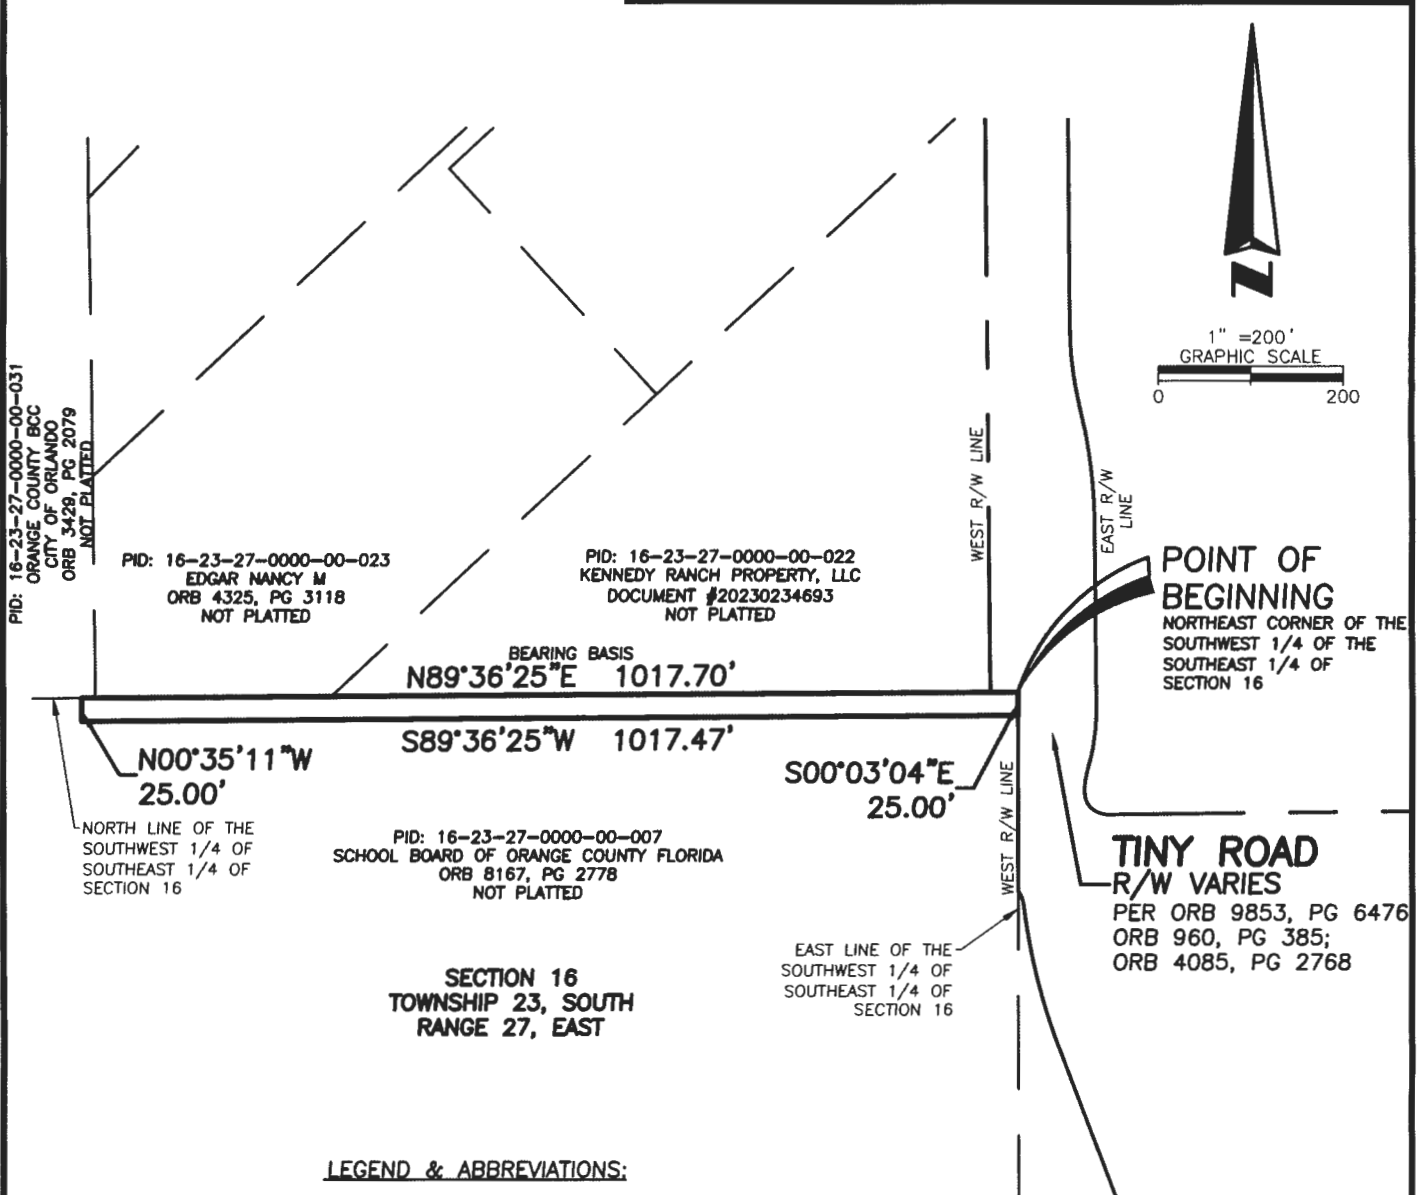 N
1" =200'
GRAPHIC SCALE
0 200
PID: 16-23-27-0000-00-031
ORANGE COUNTY BCC
CITY OF ORLANDO
ORB 3429, PG 2079
NOT PLATTED
WEST R/W LINE
EAST R/W
LINE
PID: 16-23-27-0000-00-023
EDGAR NANCY M
ORB 4325, PG 3118
NOT PLATTED
PID: 16-23-27-0000-00-022
KENNEDY RANCH PROPERTY, LLC
DOCUMENT #20230234693
NOT PLATTED
POINT OF
BEGINNING
NORTHEAST CORNER OF THE
SOUTHWEST 1/4 OF THE
SOUTHEAST 1/4 OF
SECTION 16
BEARING BASIS
N89°36'25"E 1017.70'
S89°36'25"W 1017.47'
N00°35'11"W
25.00'
S00°03'04"E
25.00'
WEST R/W LINE
NORTH LINE OF THE
SOUTHWEST 1/4 OF
SOUTHEAST 1/4 OF
SECTION 16
PID: 16-23-27-0000-00-007
SCHOOL BOARD OF ORANGE COUNTY FLORIDA
ORB 8167, PG 2778
NOT PLATTED
TINY ROAD
R/W VARIES
PER ORB 9853, PG 6476
ORB 960, PG 385;
ORB 4085, PG 2768
EAST LINE OF THE
SOUTHWEST 1/4 OF
SOUTHEAST 1/4 OF
SECTION 16
SECTION 16
TOWNSHIP 23, SOUTH
RANGE 27, EAST
LEGEND & ABBREVIATIONS: